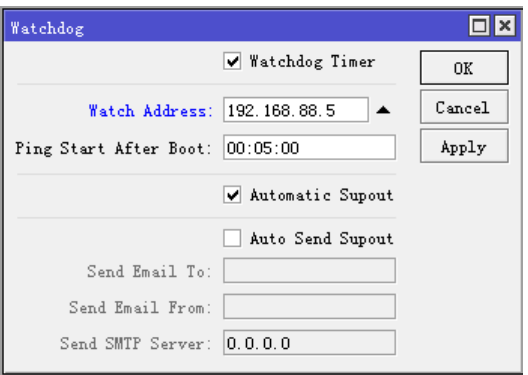 Watchdog
Watchdog Timer
OK
Watch Address: 192.168.88.5
Cancel
Ping Start After Boot: 00:05:00
Apply
Automatic Supout
Auto Send Supout
Send Email To:
Send Email From:
Send SMTP Server: 0.0.0.0